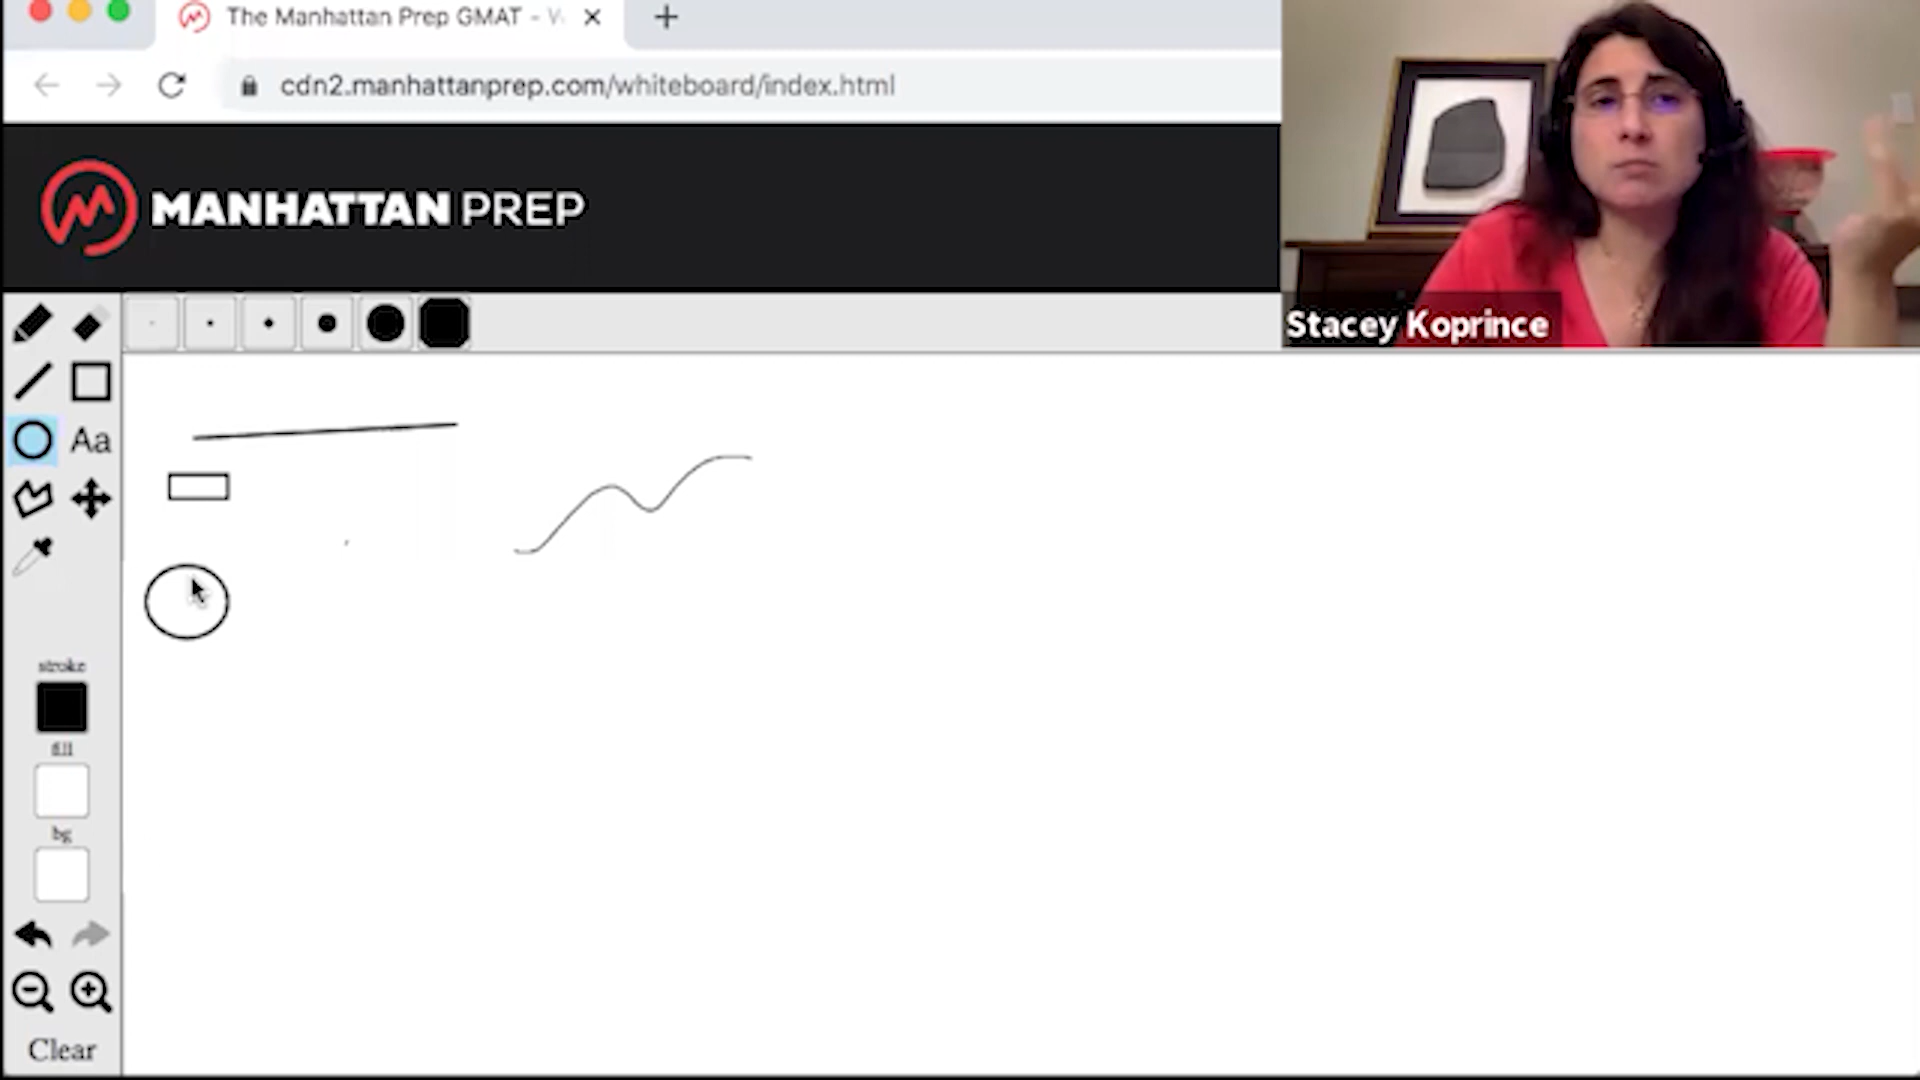 The Manhattan Prep GMAT -
cdn2.manhattanprep.com/whiteboard/index.html
MANHATTAN PREP
Stacey Koprince
Aa
stroke
fill
bg
Clear